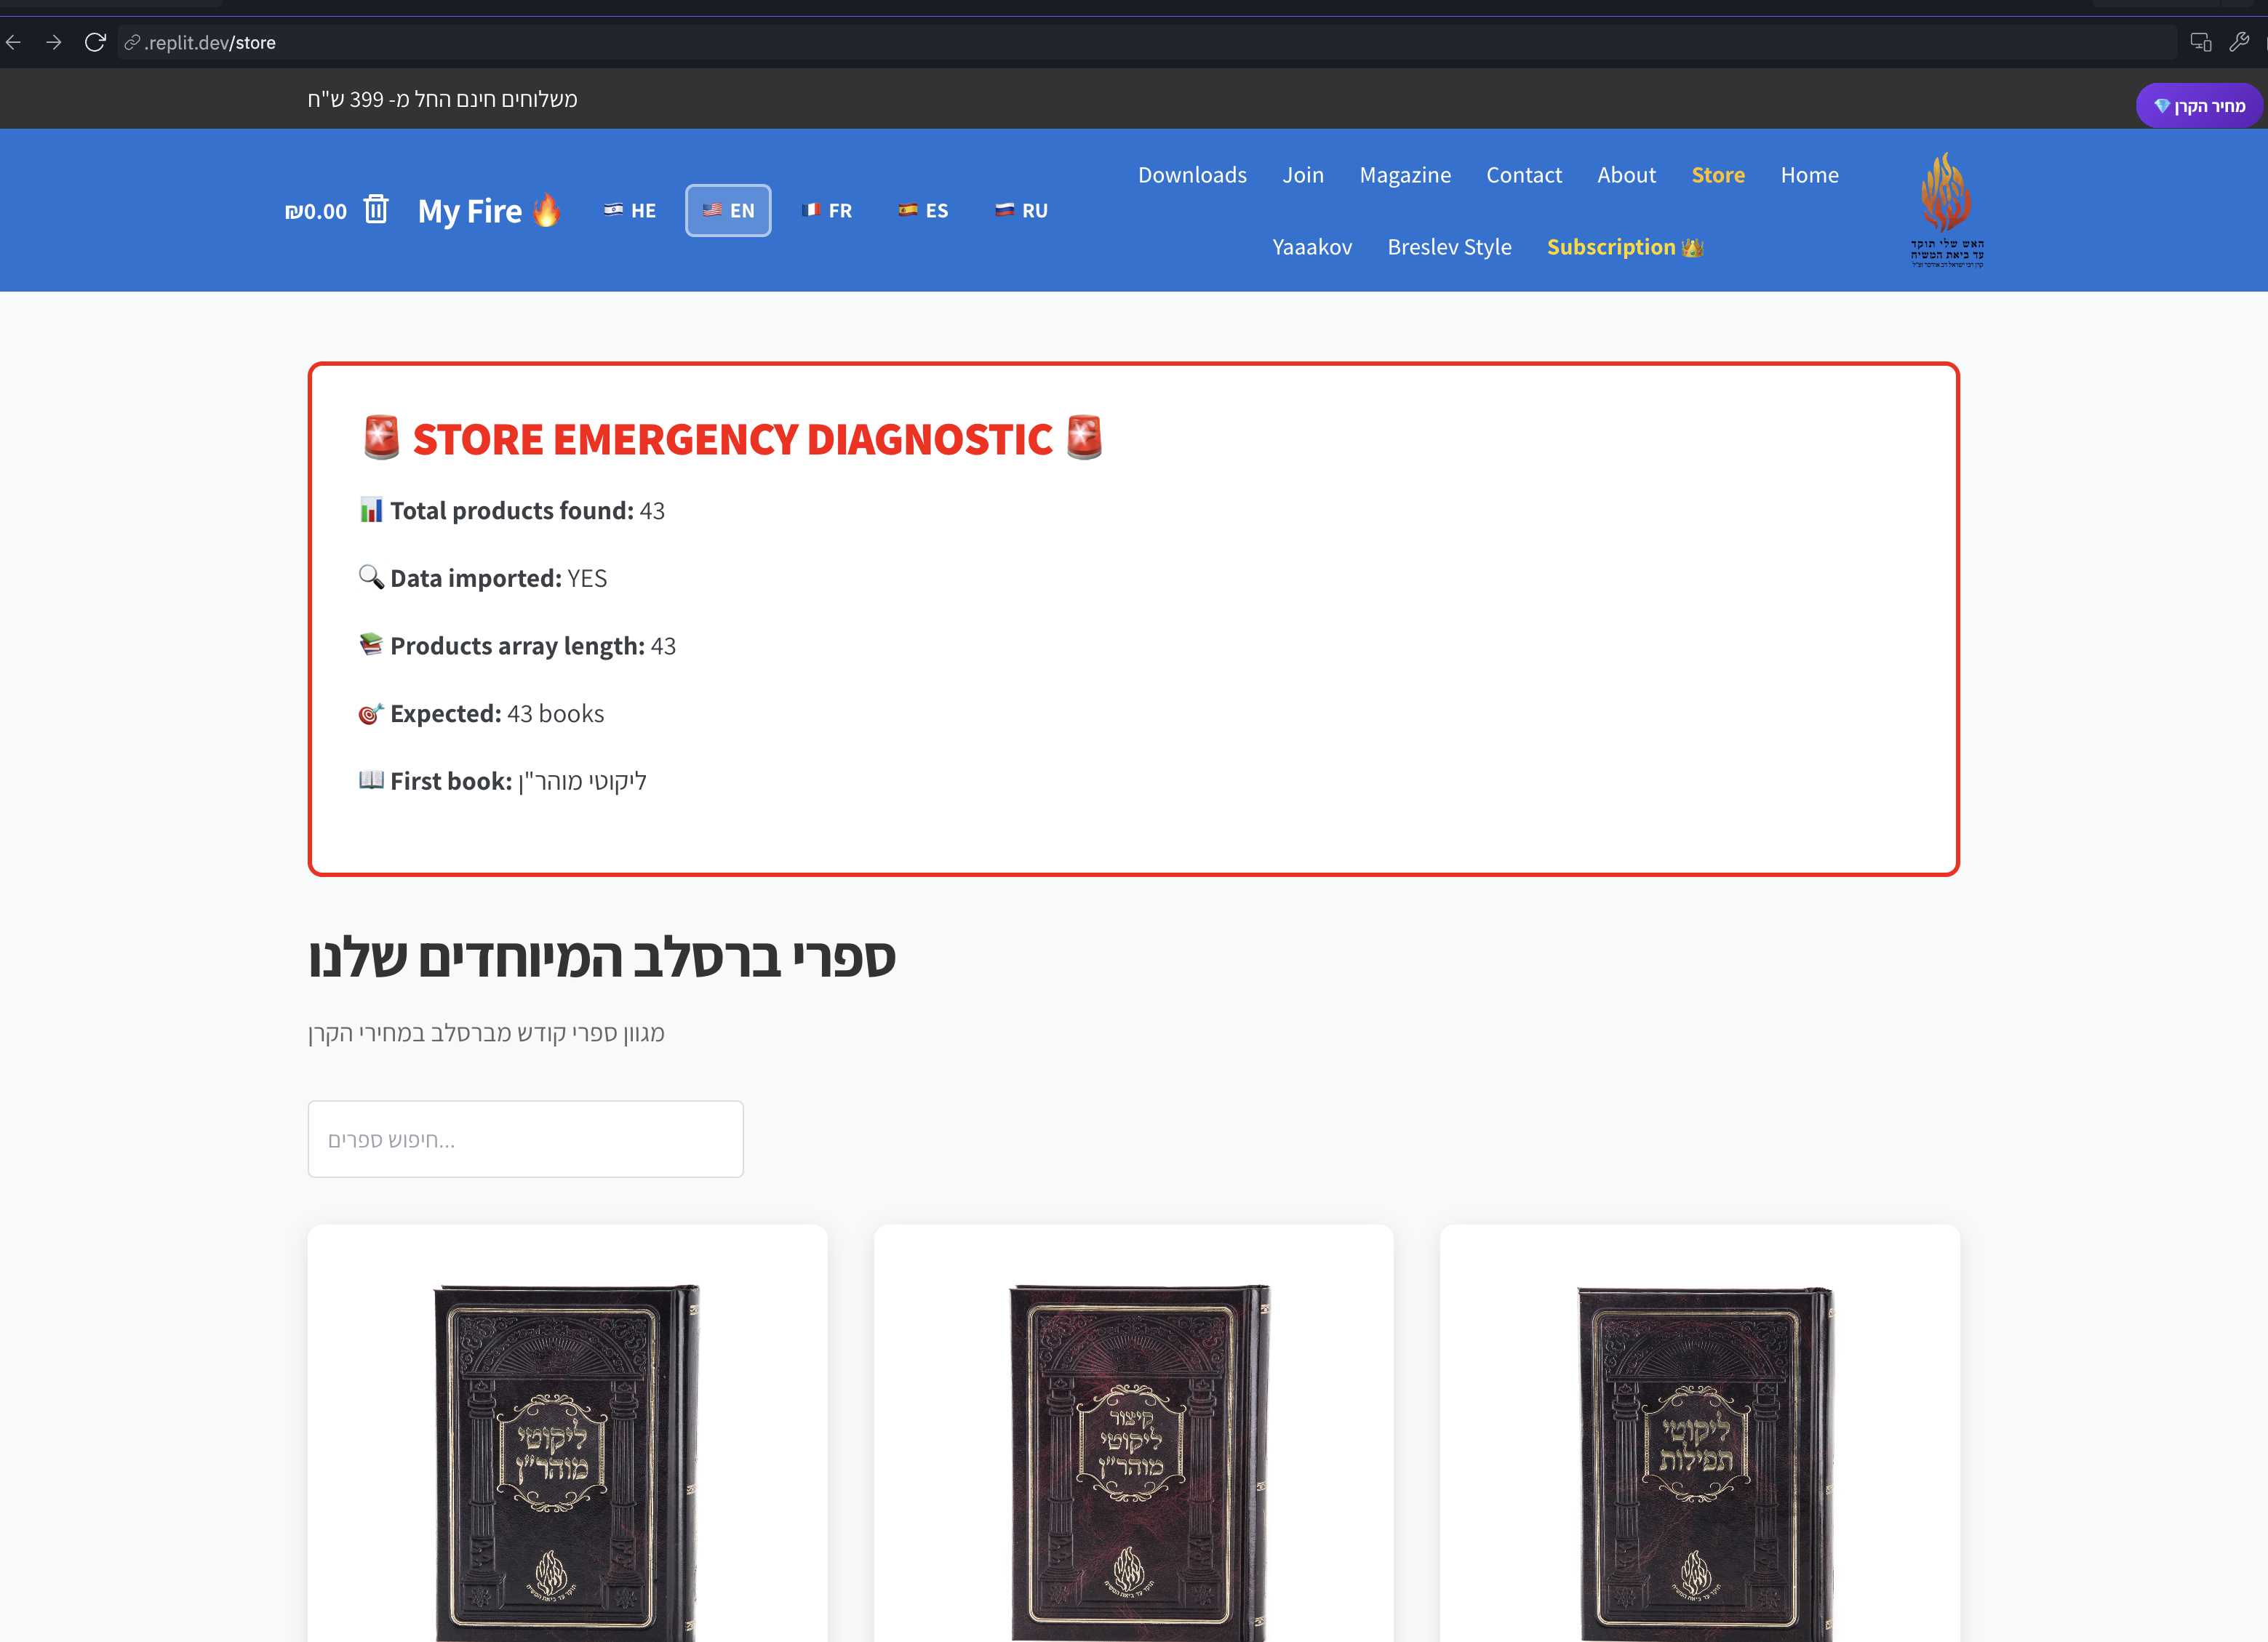 .replit.dev/store
משלוחים חינם החל מ- 399 ש"ח
מחיר הקרן
₪0.00
My Fire
HE
EN
FR
ES
RU
Downloads Join Magazine Contact About Store Home
Yaaakov Breslev Style Subscription
האש שלי תוקד
עד ביאת המשיח
STORE EMERGENCY DIAGNOSTIC
Total products found: 43
Data imported: YES
Products array length: 43
Expected: 43 books
First book: ליקוטי מוהר"ן
ספרי ברסלב המיוחדים שלנו
מגוון ספרי קודש מברסלב במחירי הקרן
חיפוש ספרים...
ליקוטי
מוהר"ן
קיצור
ליקוטי
מוהר"ן
ליקוטי
תפילות